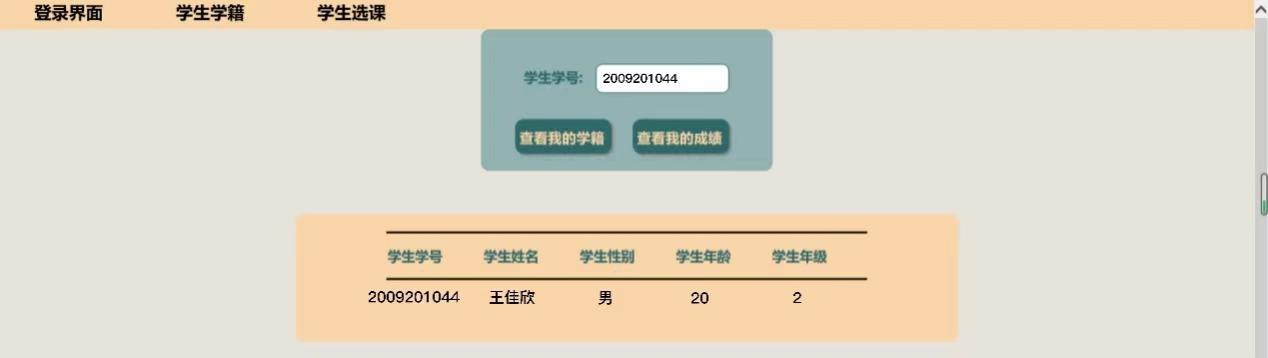 登录界面 学生学籍 学生选课
学生学号: 2009201044
查看我的学籍 查看我的成绩
学生学号 学生姓名 学生性别 学生年龄 学生年级
2009201044 王佳欣 男 20 2